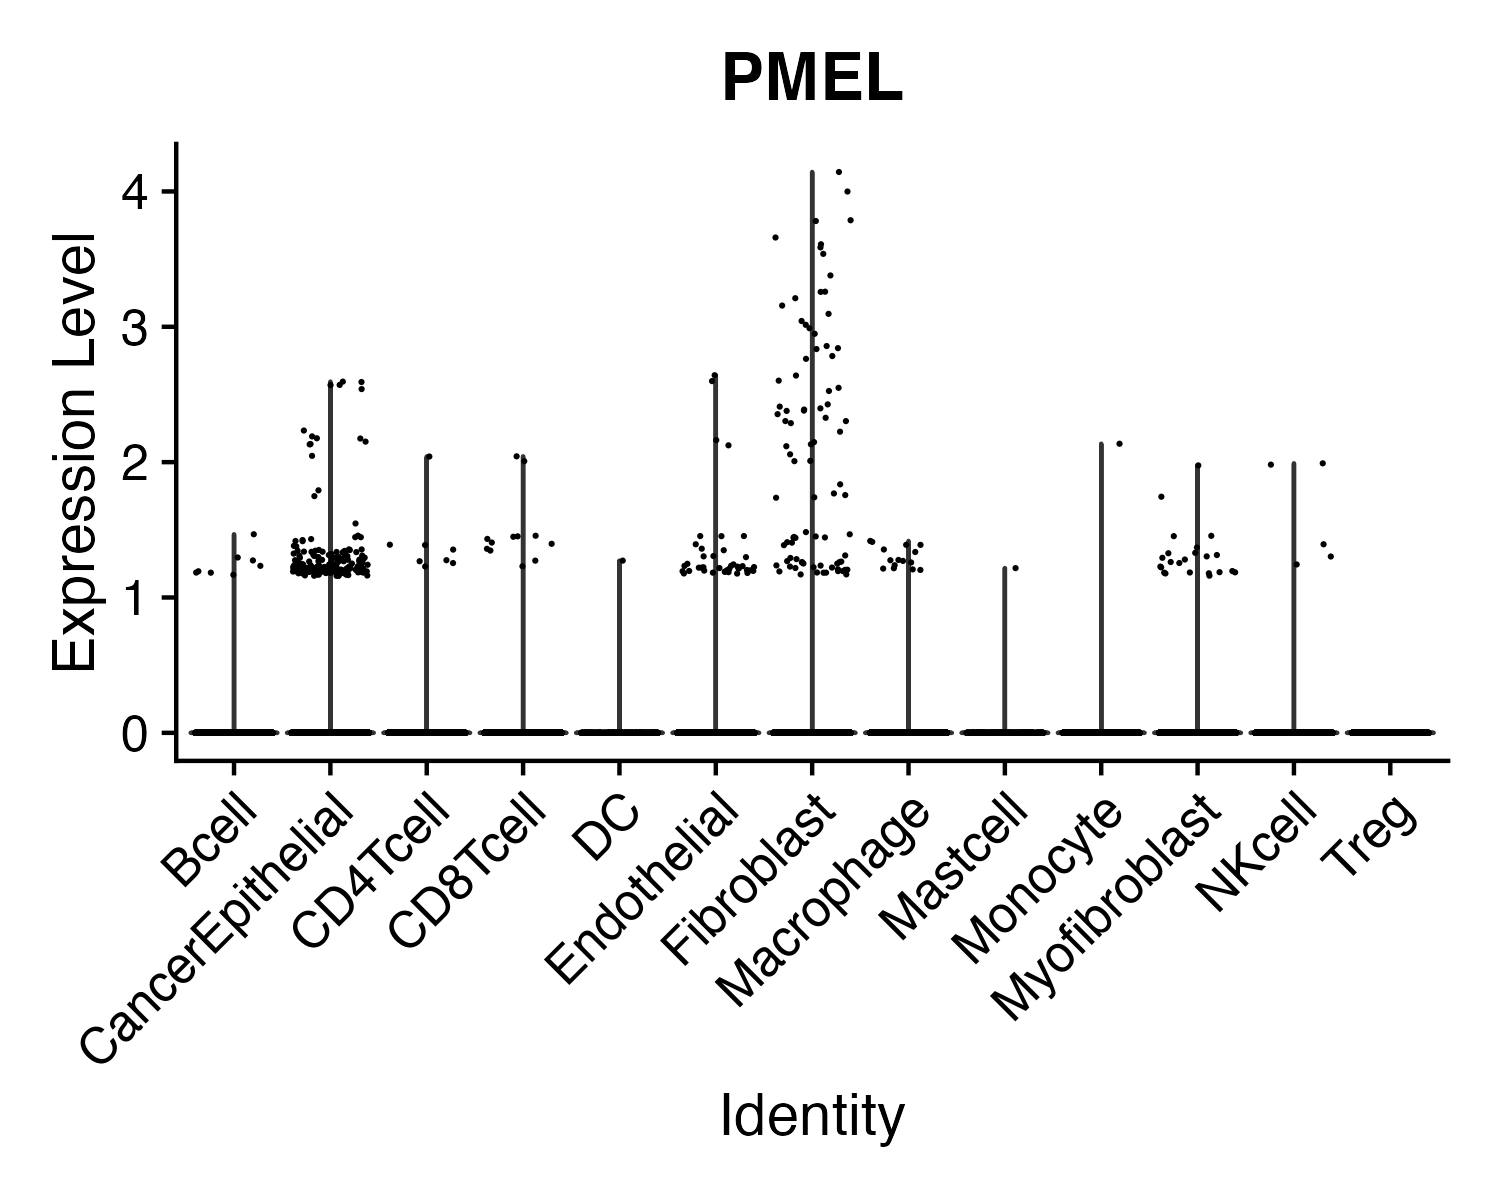 PMEL
Expression Level
4
3
2
1
0
Bcell
CancerEpithelial
CD4Tcell
CD8Tcell
DC
Endothelial
Fibroblast
Macrophage
Mastcell
Monocyte
Myofibroblast
NKcell
Treg
Identity